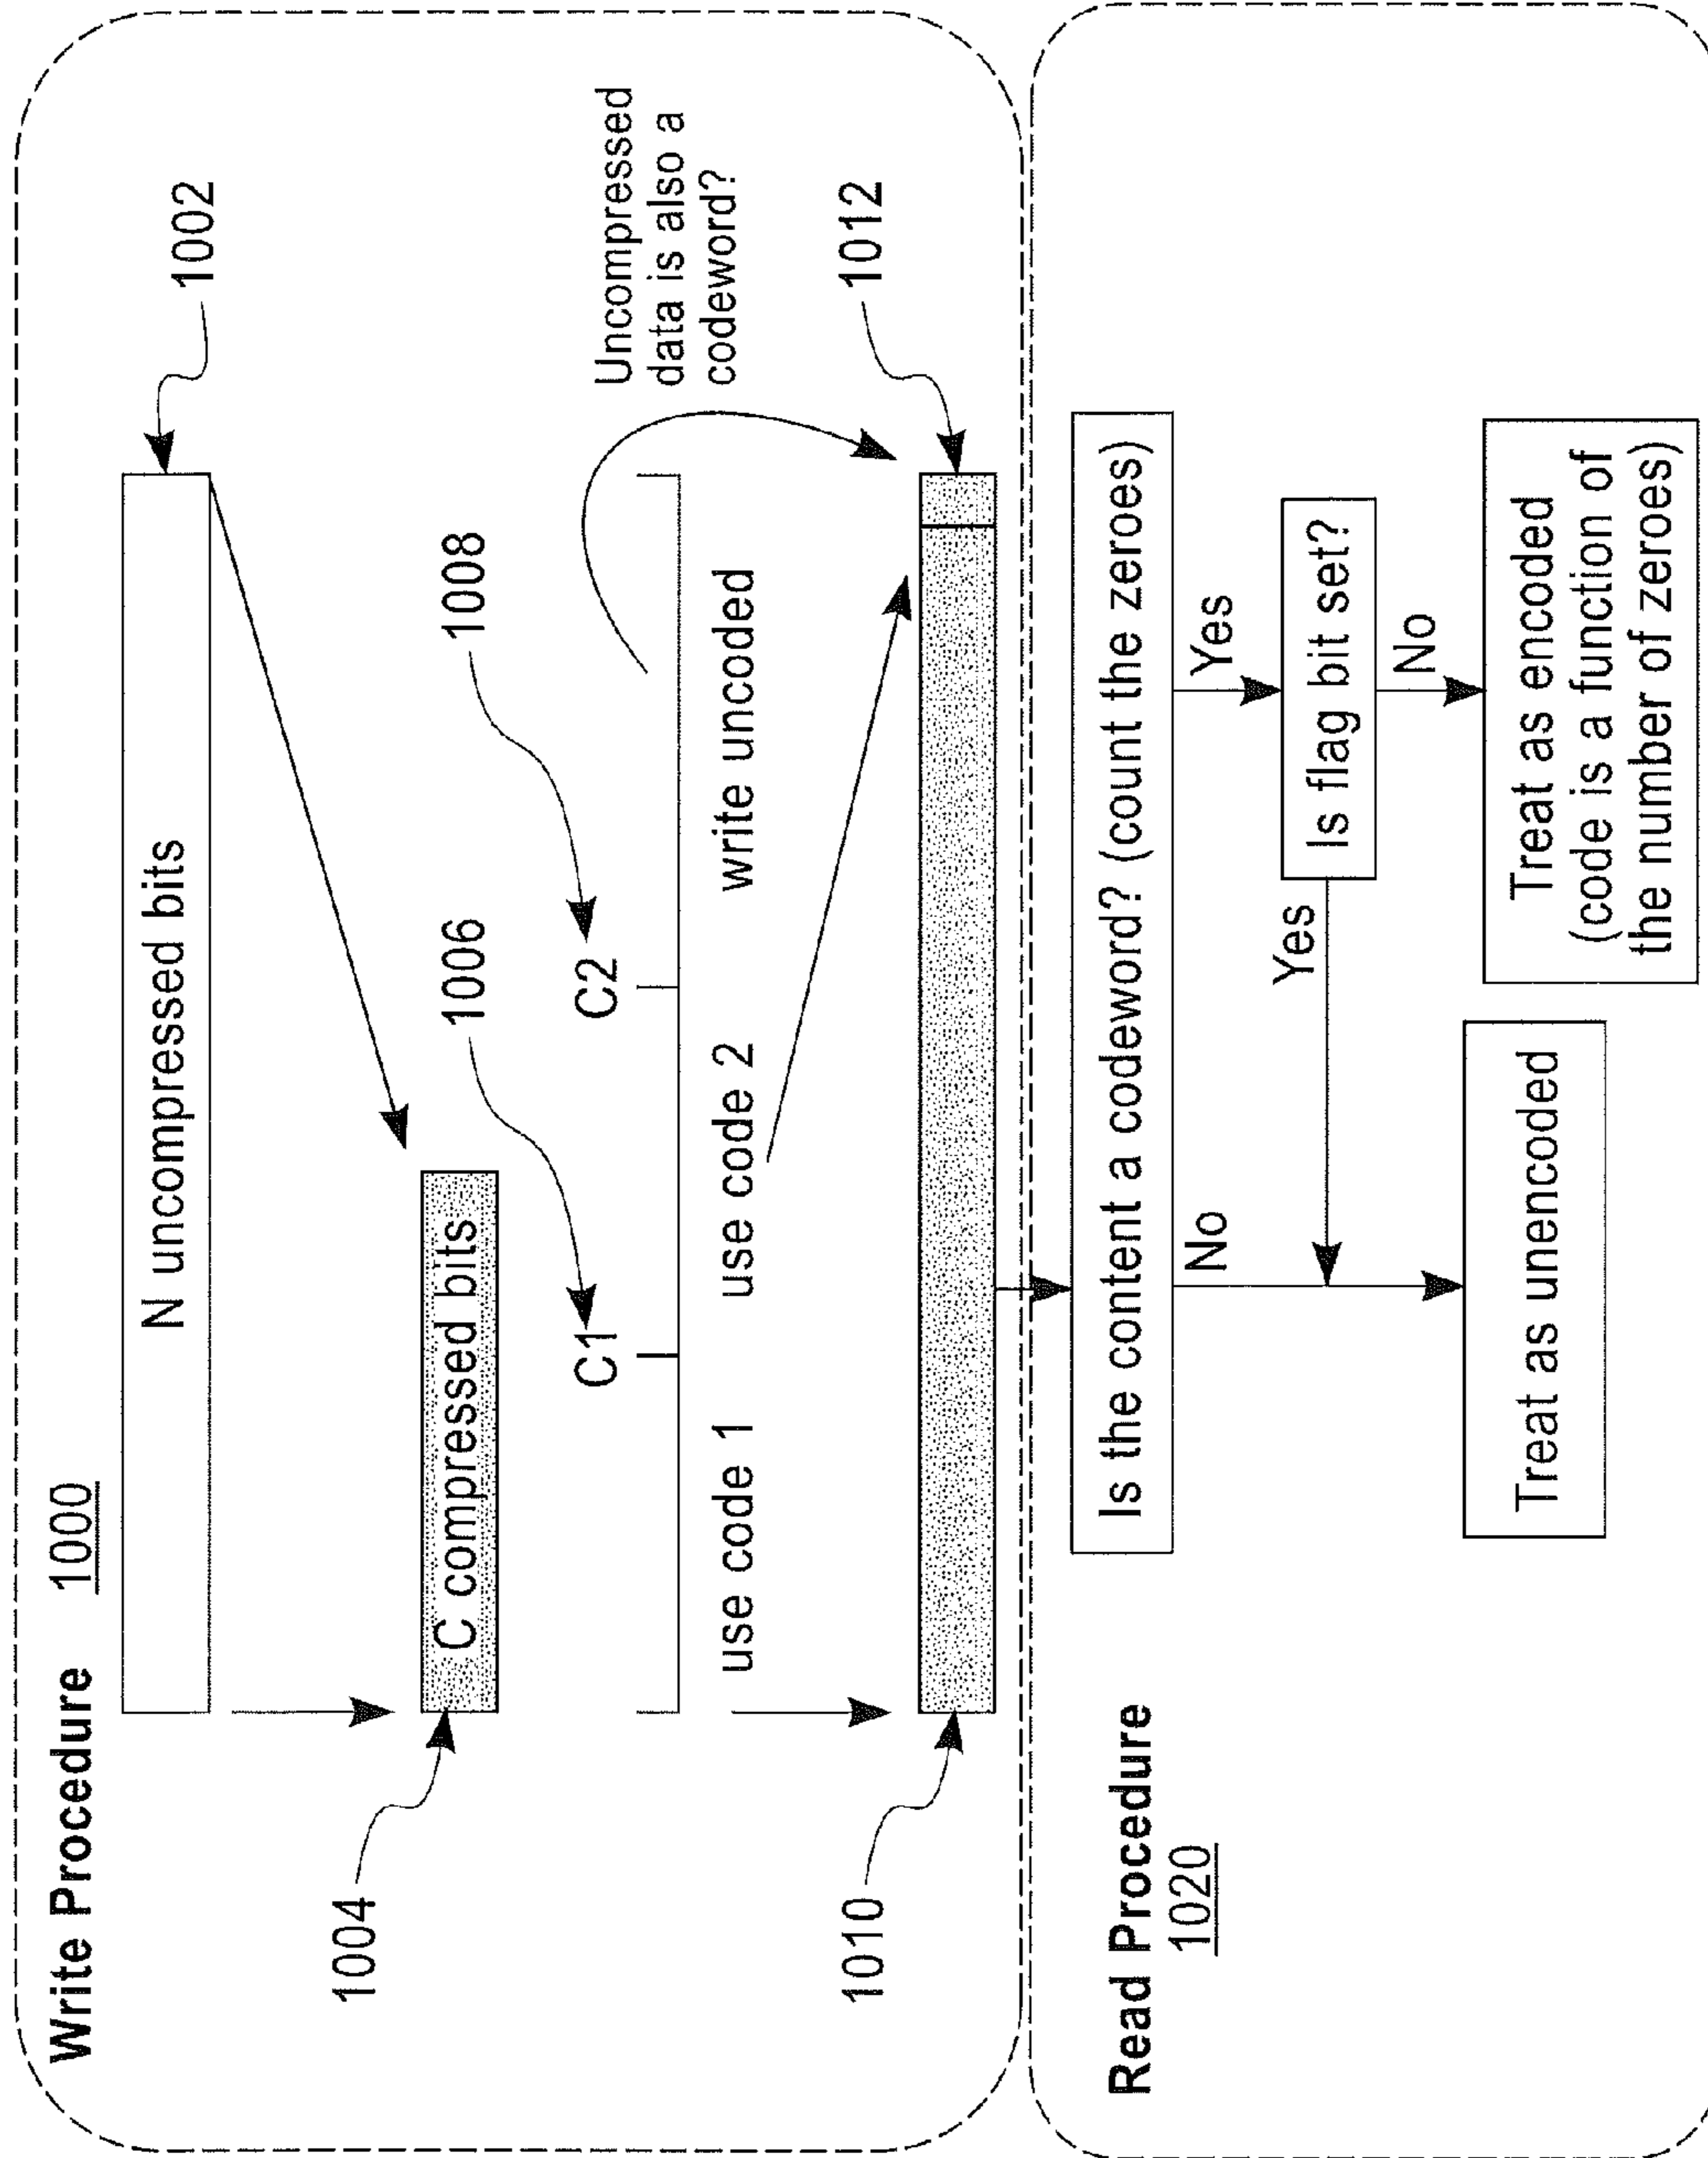 Write Procedure 1000
N uncompressed bits
1002
1004
C compressed bits
1006
1008
C1
C2
Uncompressed
data is also a
codeword?
use code 1
use code 2
write uncoded
1010
1012
Read Procedure
1020
Is the content a codeword? (count the zeroes)
No
Yes
Is flag bit set?
Yes
No
Treat as unencoded
Treat as encoded
(code is a function of
the number of zeroes)